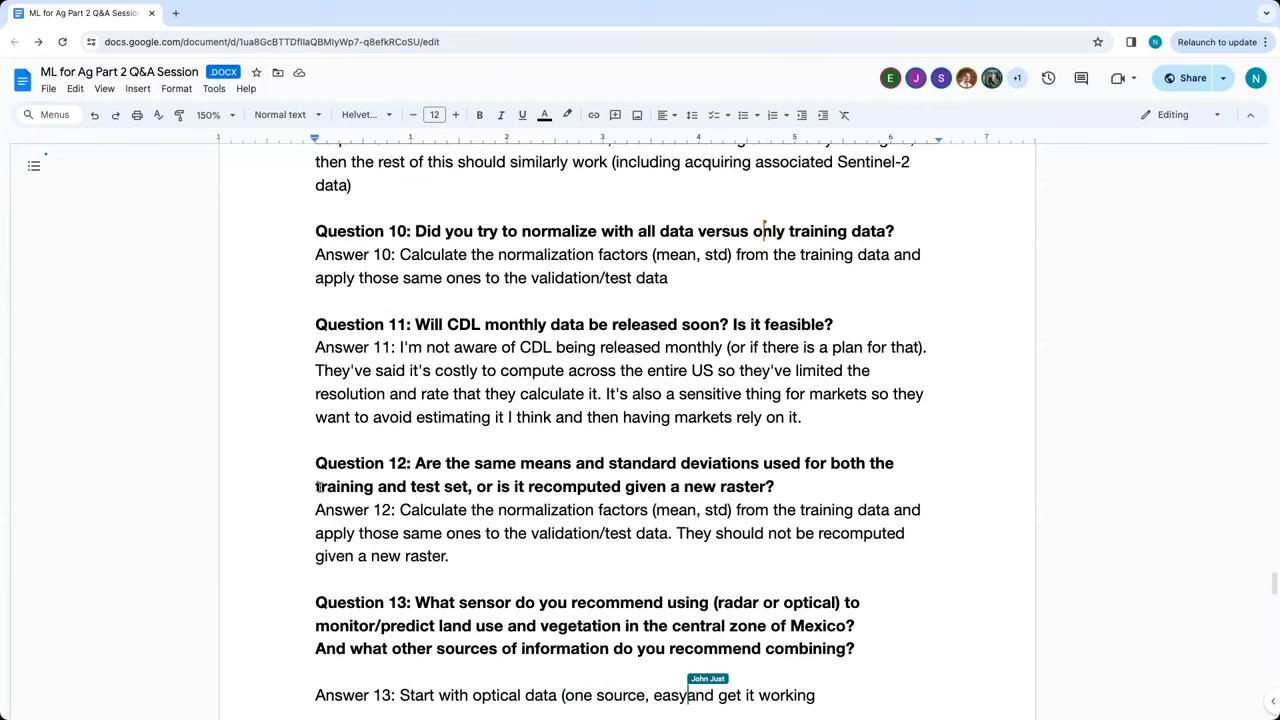 ML for Ag Part 2 Q&A Sessio
docs.google.com/document/d/1ua8GcBTTDfIlaQBMIyWp7-q8efkRCoSU/edit
N
Relaunch to update
ML for Ag Part 2 Q&A Session
.DOCX
File Edit View Insert Format Tools Help
E J S +1
Share
N
Menus
150%
Normal text
Helvet...
12
B I U A
Editing
1 1 2 3 4 5 6 7
then the rest of this should similarly work (including acquiring associated Sentinel-2
data)
Question 10: Did you try to normalize with all data versus only training data?
Answer 10: Calculate the normalization factors (mean, std) from the training data and
apply those same ones to the validation/test data
Question 11: Will CDL monthly data be released soon? Is it feasible?
Answer 11: I'm not aware of CDL being released monthly (or if there is a plan for that).
They've said it's costly to compute across the entire US so they've limited the
resolution and rate that they calculate it. It's also a sensitive thing for markets so they
want to avoid estimating it I think and then having markets rely on it.
Question 12: Are the same means and standard deviations used for both the
training and test set, or is it recomputed given a new raster?
Answer 12: Calculate the normalization factors (mean, std) from the training data and
apply those same ones to the validation/test data. They should not be recomputed
given a new raster.
Question 13: What sensor do you recommend using (radar or optical) to
monitor/predict land use and vegetation in the central zone of Mexico?
And what other sources of information do you recommend combining?
John Just
Answer 13: Start with optical data (one source, easyand get it working